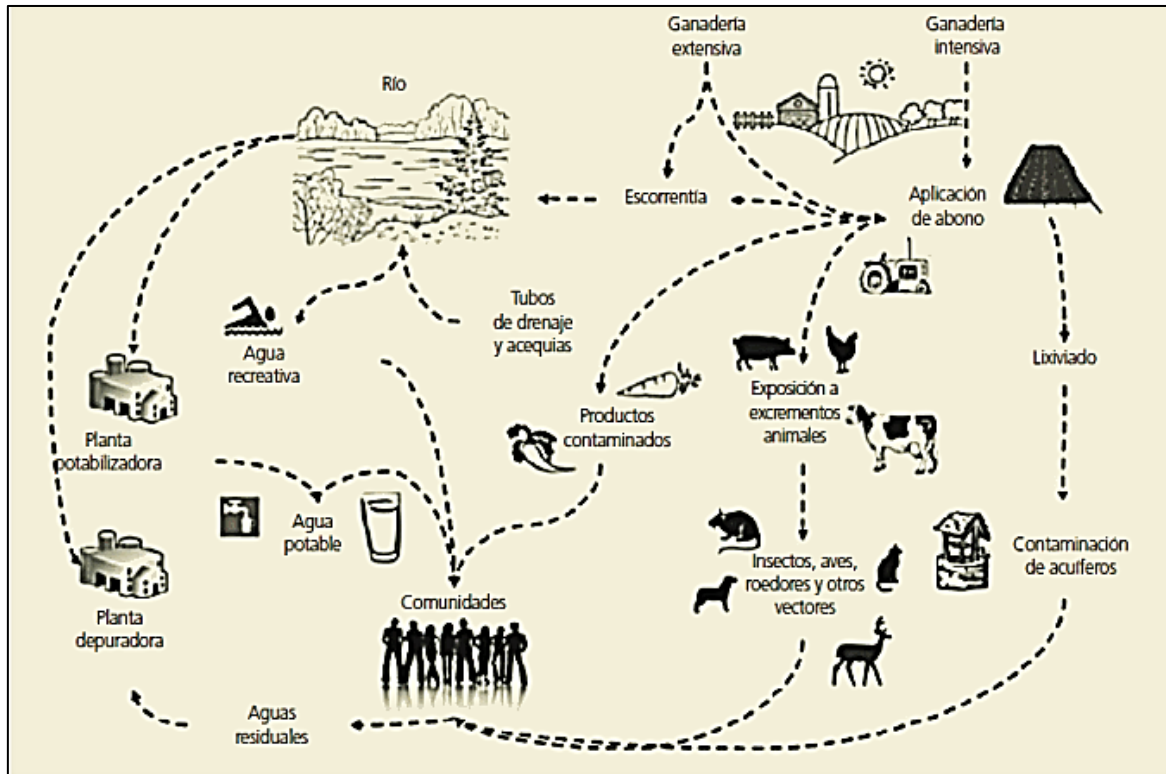 Ganadería
extensiva
Ganadería
intensiva
Río
Escorrentía
Aplicación
de abono
Tubos
de drenaje
y acequias
Agua
recreativa
Lixiviado
Productos
contaminados
Exposición a
excrementos
animales
Planta
potabilizadora
Agua
potable
Insectos, aves,
roedores y otros
vectores
Contaminación
de acuíferos
Comunidades
Planta
depuradora
Aguas
residuales